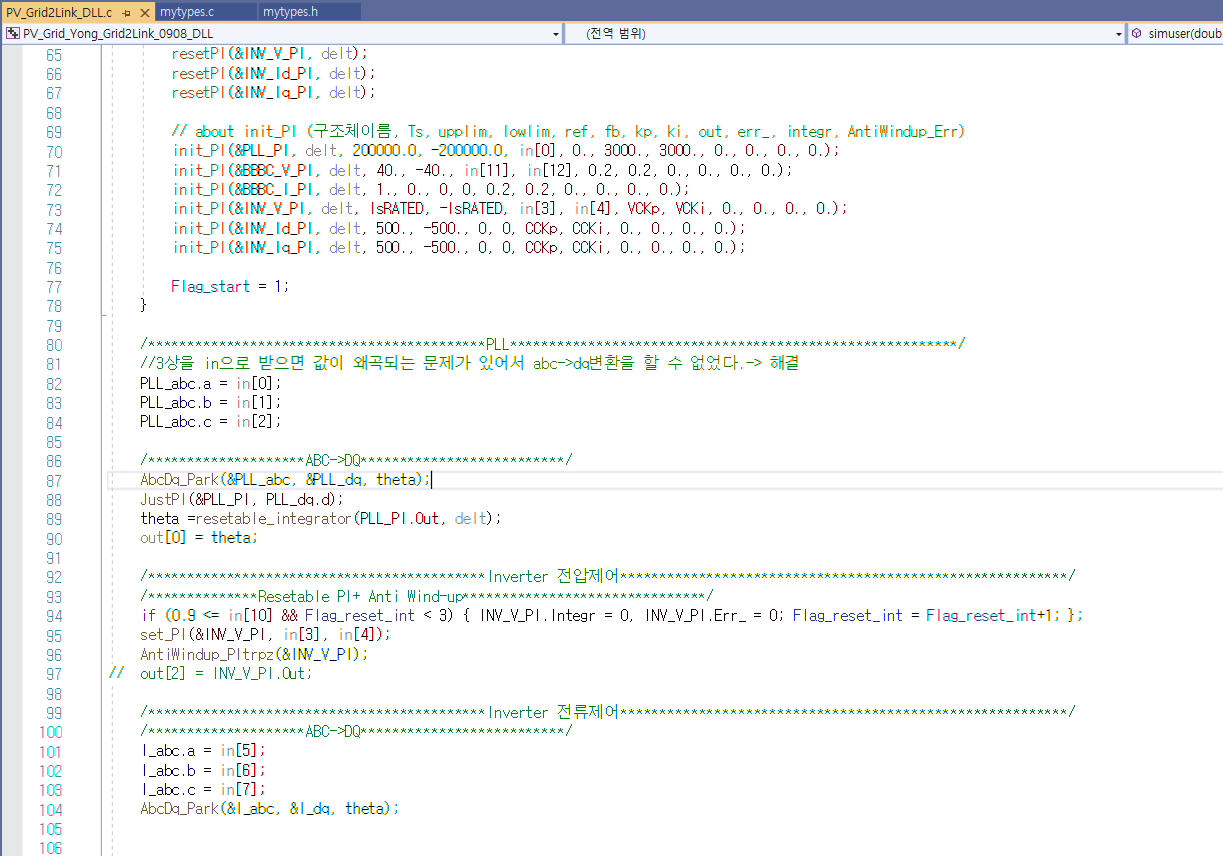 PV_Grid2Link_DLL.c mytypes.c mytypes.h
PV_Grid_Yong_Grid2Link_0908_DLL (전역 범위) simuser(doub
65 resetPI(&INV_V_PI, delt);
66 resetPI(&INV_Id_PI, delt);
67 resetPI(&INV_Iq_PI, delt);
68
69 // about init_PI (구조체이름, Ts, upplim, lowlim, ref, fb, kp, ki, out, err_, integr, AntiWindup_Err)
70 init_PI(&PLL_PI, delt, 200000.0, -200000.0, in[0], 0., 3000., 3000., 0., 0., 0., 0.);
71 init_PI(&BBBC_V_PI, delt, 40., -40., in[11], in[12], 0.2, 0.2, 0., 0., 0., 0.);
72 init_PI(&BBBC_I_PI, delt, 1., 0., 0, 0, 0.2, 0.2, 0., 0., 0., 0.);
73 init_PI(&INV_V_PI, delt, IsRATED, -IsRATED, in[3], in[4], VCKp, VCKi, 0., 0., 0., 0.);
74 init_PI(&INV_Id_PI, delt, 500., -500., 0, 0, CCKp, CCKi, 0., 0., 0., 0.);
75 init_PI(&INV_Iq_PI, delt, 500., -500., 0, 0, CCKp, CCKi, 0., 0., 0., 0.);
76
77 Flag_start = 1;
78 }
79
80 /*******************************************PLL*********************************************************/
81 //3상을 in으로 받으면 값이 왜곡되는 문제가 있어서 abc->dq변환을 할 수 없었다.-> 해결
82 PLL_abc.a = in[0];
83 PLL_abc.b = in[1];
84 PLL_abc.c = in[2];
85
86 /********************ABC->DQ**************************/
87 AbcDq_Park(&PLL_abc, &PLL_dq, theta);
88 JustPI(&PLL_PI, PLL_dq.d);
89 theta =resetable_integrator(PLL_PI.Out, delt);
90 out[0] = theta;
91
92 /*******************************************Inverter 전압제어*********************************************************/
93 /**************Resetable PI+ Anti Wind-up*******************************/
94 if (0.9 <= in[10] && Flag_reset_int < 3) { INV_V_PI.Integr = 0, INV_V_PI.Err_ = 0; Flag_reset_int = Flag_reset_int+1; };
95 set_PI(&INV_V_PI, in[3], in[4]);
96 AntiWindup_PItrpz(&INV_V_PI);
97 // out[2] = INV_V_PI.Out;
98
99 /*******************************************Inverter 전류제어*********************************************************/
100 /********************ABC->DQ**************************/
101 I_abc.a = in[5];
102 I_abc.b = in[6];
103 I_abc.c = in[7];
104 AbcDq_Park(&I_abc, &I_dq, theta);
105
106